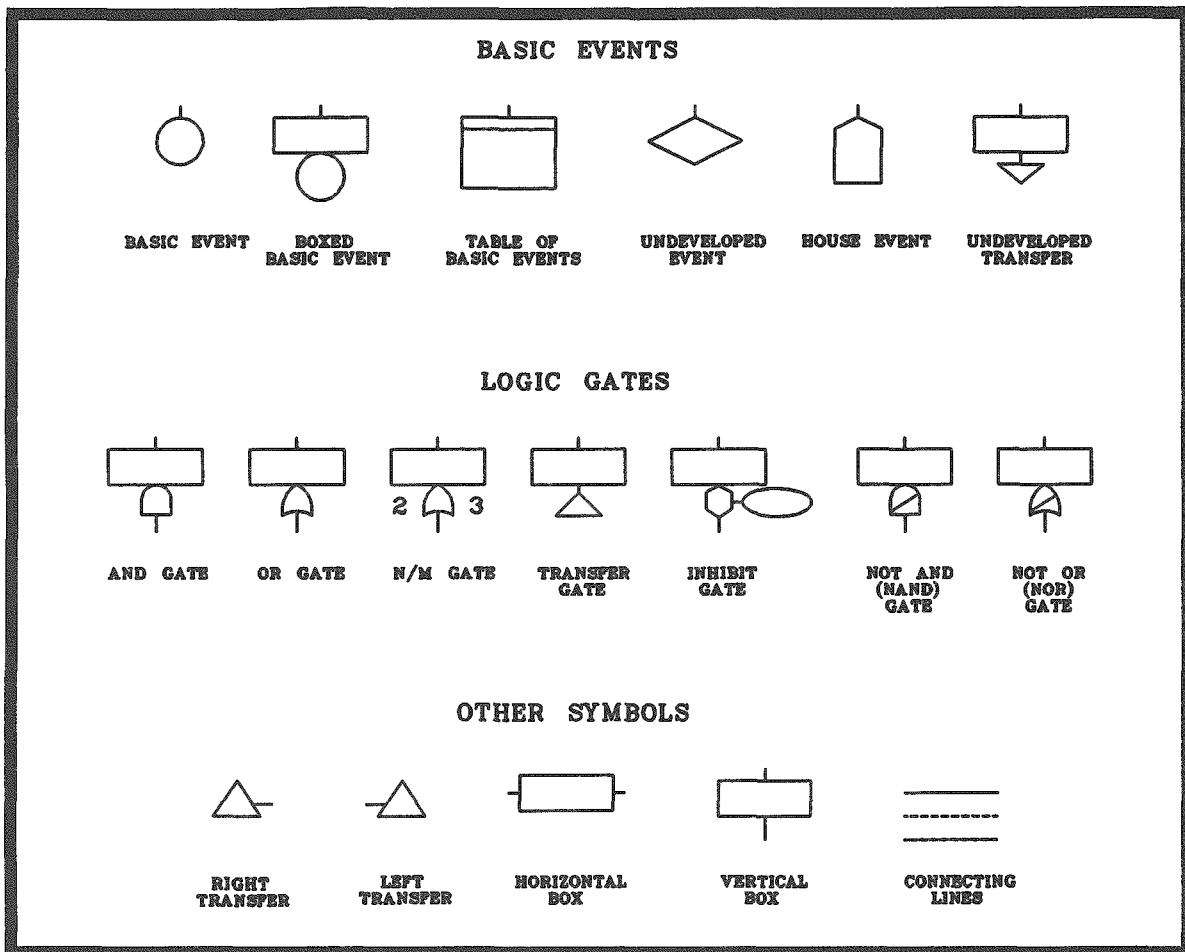 BASIC EVENTS
BASIC EVENT
BOXED
BASIC EVENT
TABLE OF
BASIC EVENTS
UNDEVELOPED
EVENT
HOUSE EVENT
UNDEVELOPED
TRANSFER
LOGIC GATES
2 3
AND GATE
OR GATE
N/M GATE
TRANSFER
GATE
INHIBIT
GATE
NOT AND
(NAND)
GATE
NOT OR
(NOR)
GATE
OTHER SYMBOLS
RIGHT
TRANSFER
LEFT
TRANSFER
HORIZONTAL
BOX
VERTICAL
BOX
CONNECTING
LINES